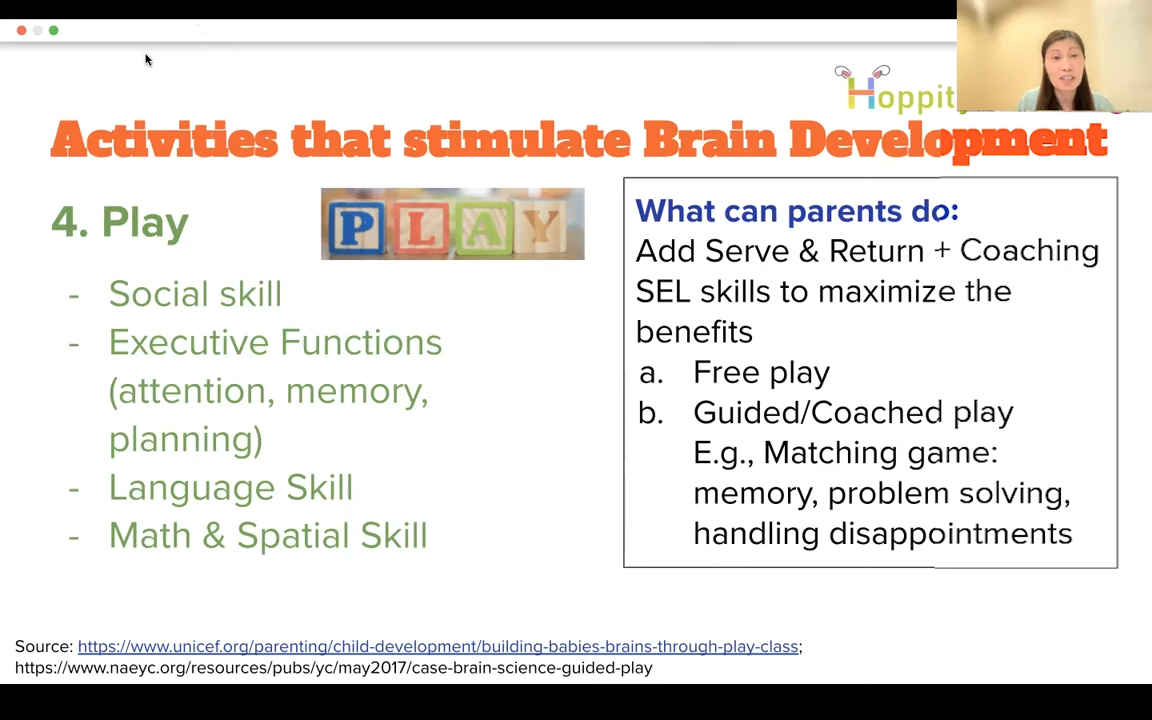 Hoppit
Activities that stimulate Brain Development
4. Play
PLAY
- Social skill
- Executive Functions
(attention, memory,
planning)
- Language Skill
- Math & Spatial Skill
What can parents do:
Add Serve & Return + Coaching
SEL skills to maximize the
benefits
a. Free play
b. Guided/Coached play
E.g., Matching game:
memory, problem solving,
handling disappointments
Source: https://www.unicef.org/parenting/child-development/building-babies-brains-through-play-class;
https://www.naeyc.org/resources/pubs/yc/may2017/case-brain-science-guided-play